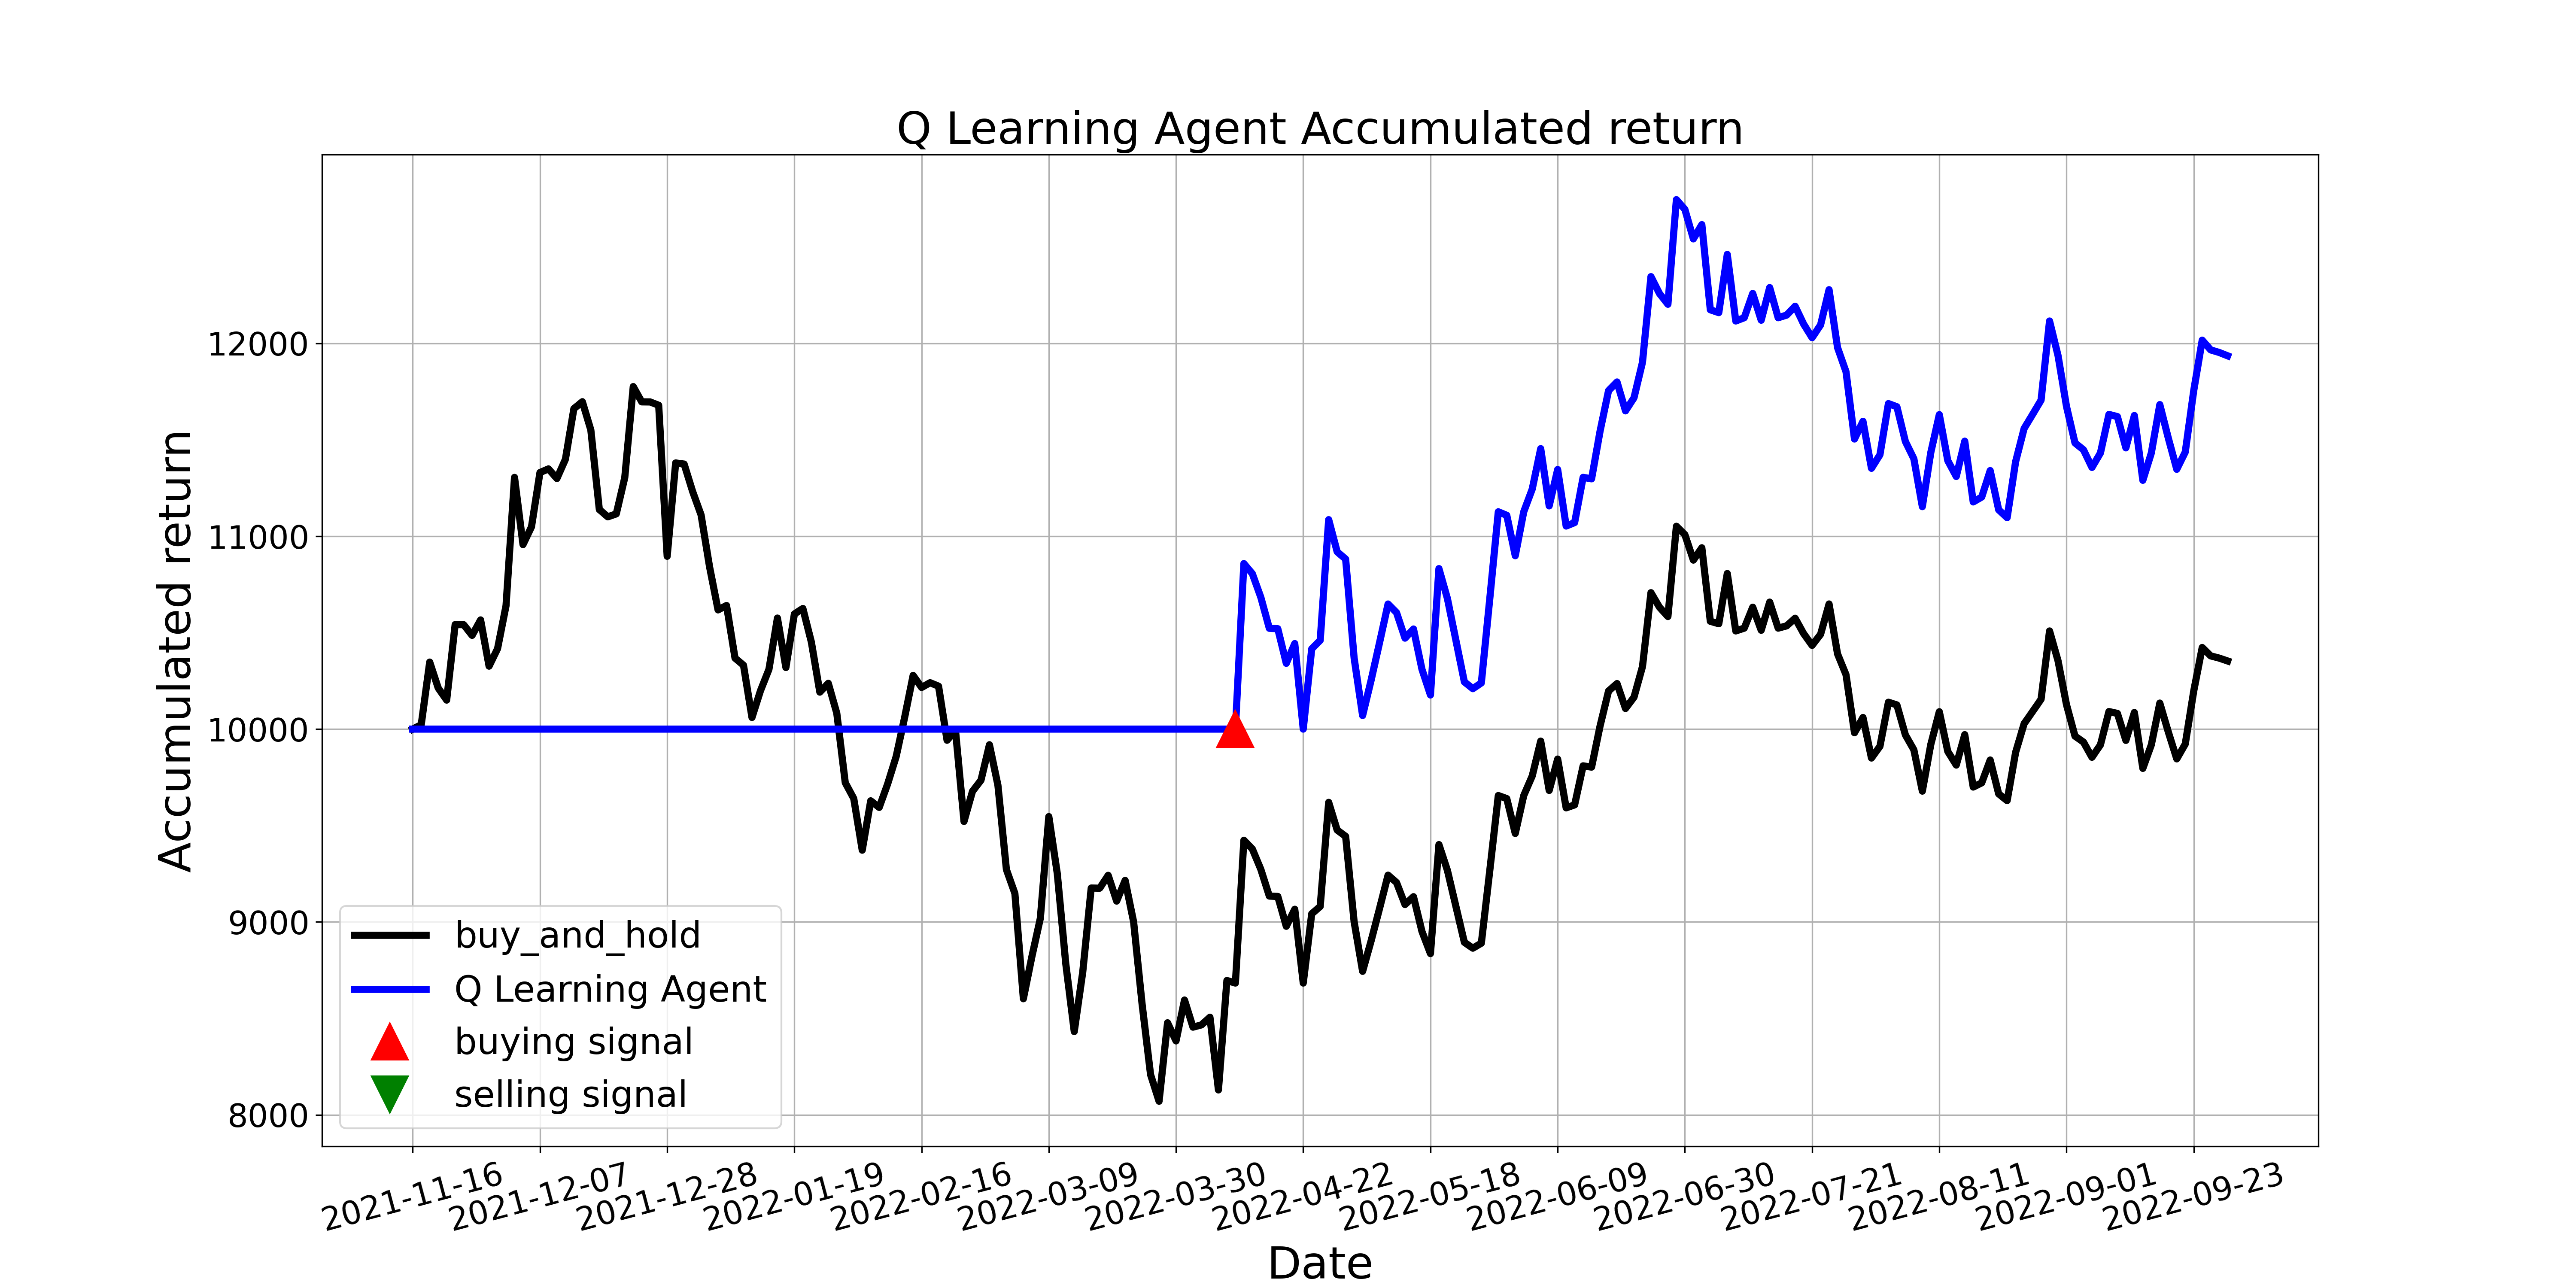 Q Learning Agent Accumulated return
Accumulated return
12000
11000
10000
9000
8000
buy_and_hold
Q Learning Agent
buying signal
selling signal
2021-11-16
2021-12-07
2021-12-28
2022-01-19
2022-02-16
2022-03-09
2022-03-30
2022-04-22
2022-05-18
2022-06-09
2022-06-30
2022-07-21
2022-08-11
2022-09-01
2022-09-23
Date